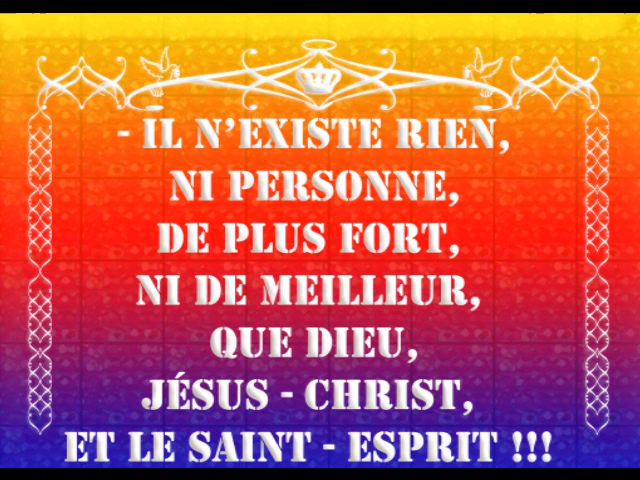 - IL N'EXISTE RIEN,
NI PERSONNE,
DE PLUS FORT,
NI DE MEILLEUR,
QUE DIEU,
JÉSUS - CHRIST,
ET LE SAINT - ESPRIT !!!